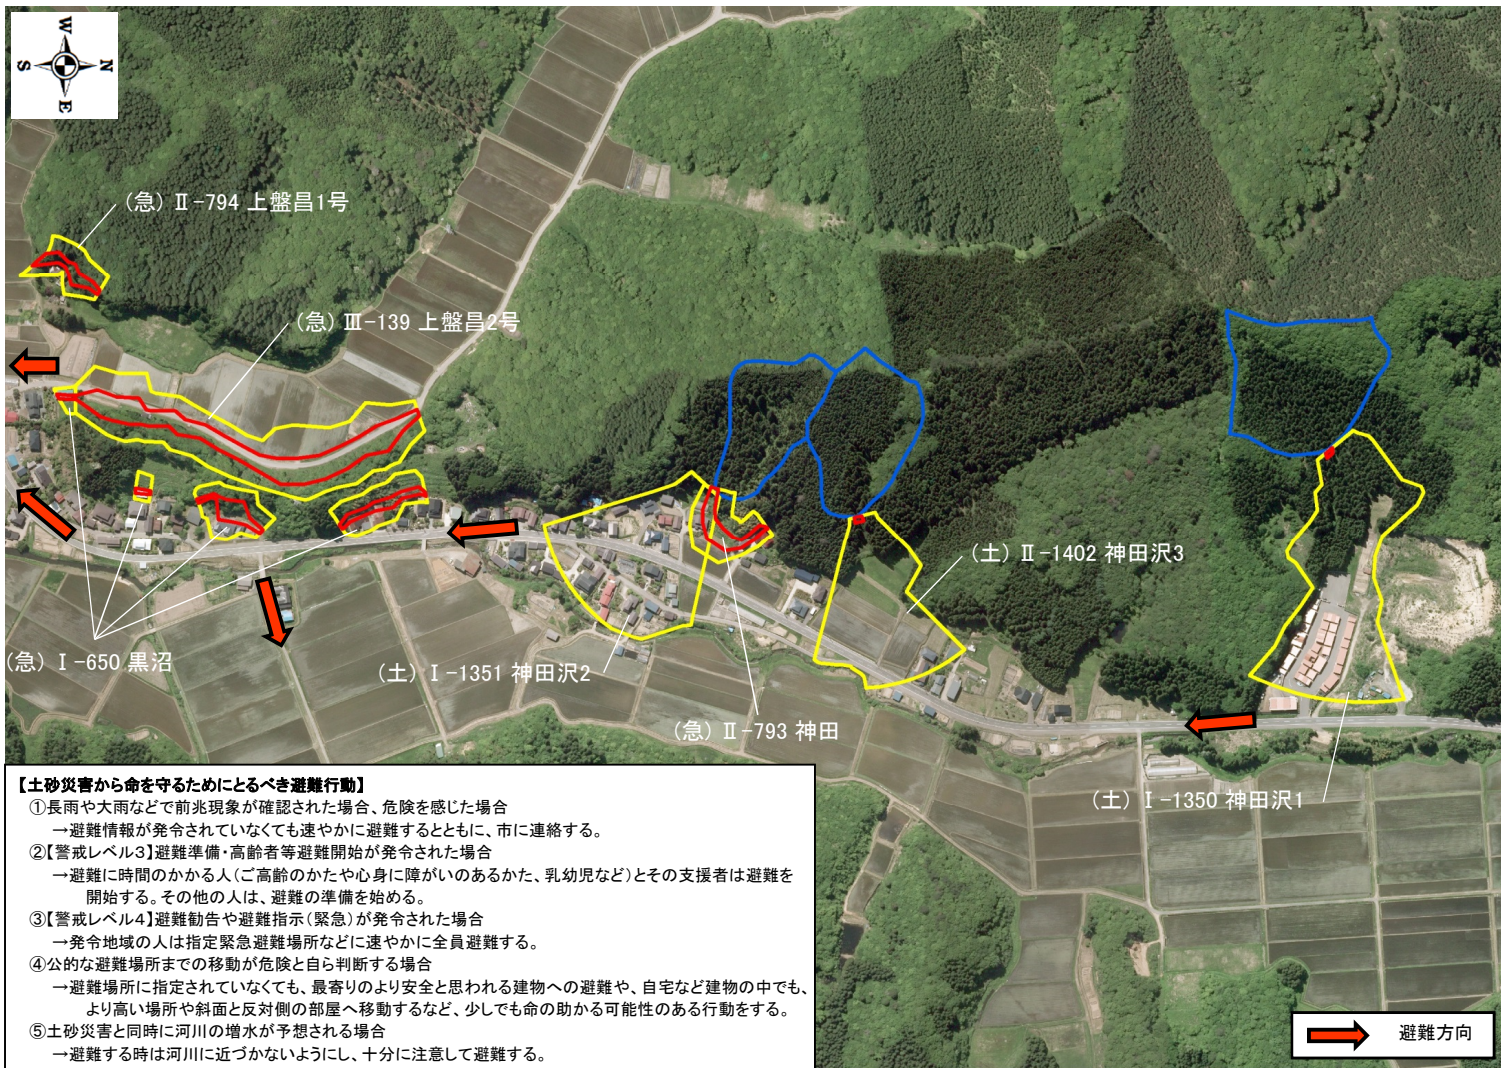 W
S N
E
(急) Ⅱ-794 上盤昌1号
(急) Ⅲ-139 上盤昌2号
(土) Ⅱ-1402 神田沢3
(急) Ⅰ-650 黒沼
(土) Ⅰ-1351 神田沢2
(急) Ⅱ-793 神田
(土) Ⅰ-1350 神田沢1
【土砂災害から命を守るためにとるべき避難行動】
①長雨や大雨などで前兆現象が確認された場合、危険を感じた場合
→避難情報が発令されていなくても速やかに避難するとともに、市に連絡する。
②【警戒レベル3】避難準備・高齢者等避難開始が発令された場合
→避難に時間のかかる人(ご高齢のかたや心身に障がいのあるかた、乳幼児など)とその支援者は避難を
開始する。その他の人は、避難の準備を始める。
③【警戒レベル4】避難勧告や避難指示(緊急)が発令された場合
→発令地域の人は指定緊急避難場所などに速やかに全員避難する。
④公的な避難場所までの移動が危険と自ら判断する場合
→避難場所に指定されていなくても、最寄りのより安全と思われる建物への避難や、自宅など建物の中でも、
より高い場所や斜面と反対側の部屋へ移動するなど、少しでも命の助かる可能性のある行動をする。
⑤土砂災害と同時に河川の増水が予想される場合
→避難する時は河川に近づかないようにし、十分に注意して避難する。
避難方向